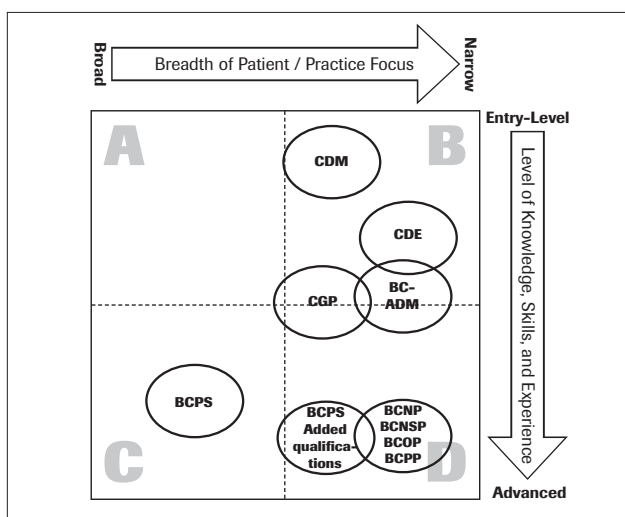 Broad
Breadth of Patient / Practice Focus
Narrow
A
B
Entry-Level
CDM
CDE
CGP
BC-
ADM
Level of Knowledge, Skills, and Experience
BCPS
BCPS
Added
qualifica-
tions
BCNP
BCNSP
BCOP
BCPP
C
D
Advanced